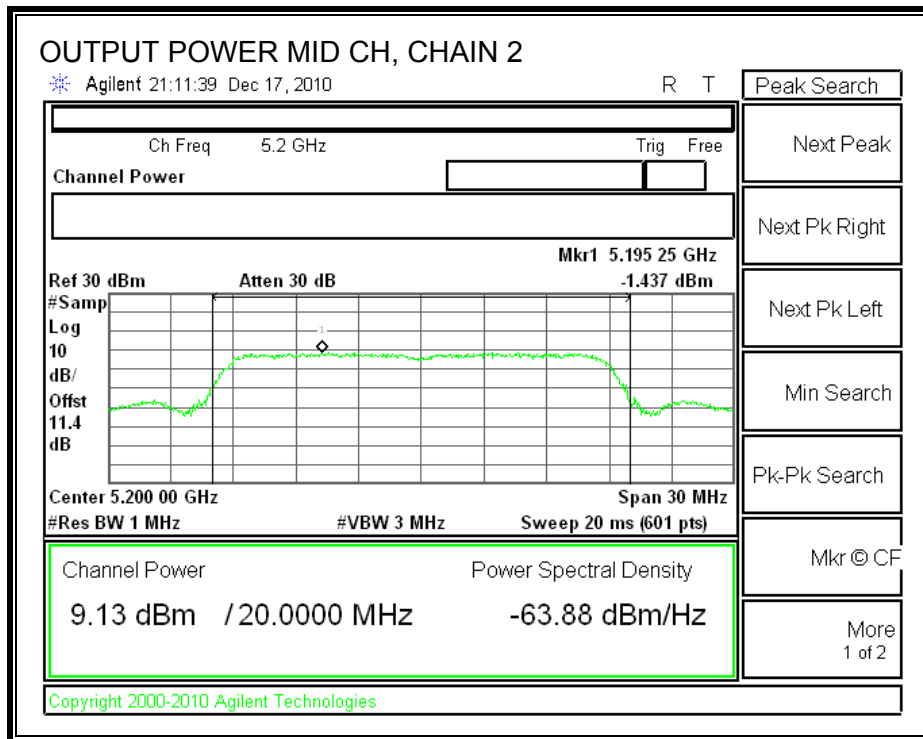 OUTPUT POWER MID CH, CHAIN 2
Agilent 21:11:39 Dec 17, 2010 R T
Peak Search
Ch Freq 5.2 GHz Trig Free
Channel Power
Next Peak
Next Pk Right
Mkr1 5.195 25 GHz
Ref 30 dBm Atten 30 dB -1.437 dBm
#Samp
Log
10
dB/
Offst
11.4
dB
1
Next Pk Left
Min Search
Pk-Pk Search
Center 5.200 00 GHz Span 30 MHz
#Res BW 1 MHz #VBW 3 MHz Sweep 20 ms (601 pts)
Channel Power Power Spectral Density
9.13 dBm /20.0000 MHz -63.88 dBm/Hz
Mkr © CF
More
1 of 2
Copyright 2000-2010 Agilent Technologies